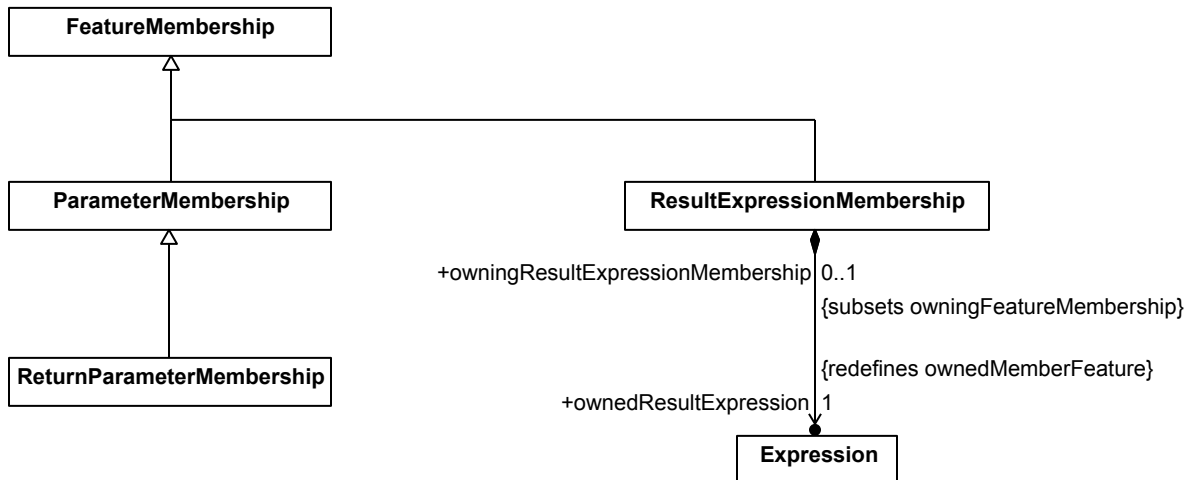 FeatureMembership
ParameterMembership
ResultExpressionMembership
+owningResultExpressionMembership 0..1
{subsets owningFeatureMembership}
ReturnParameterMembership
{redefines ownedMemberFeature}
+ownedResultExpression 1
Expression